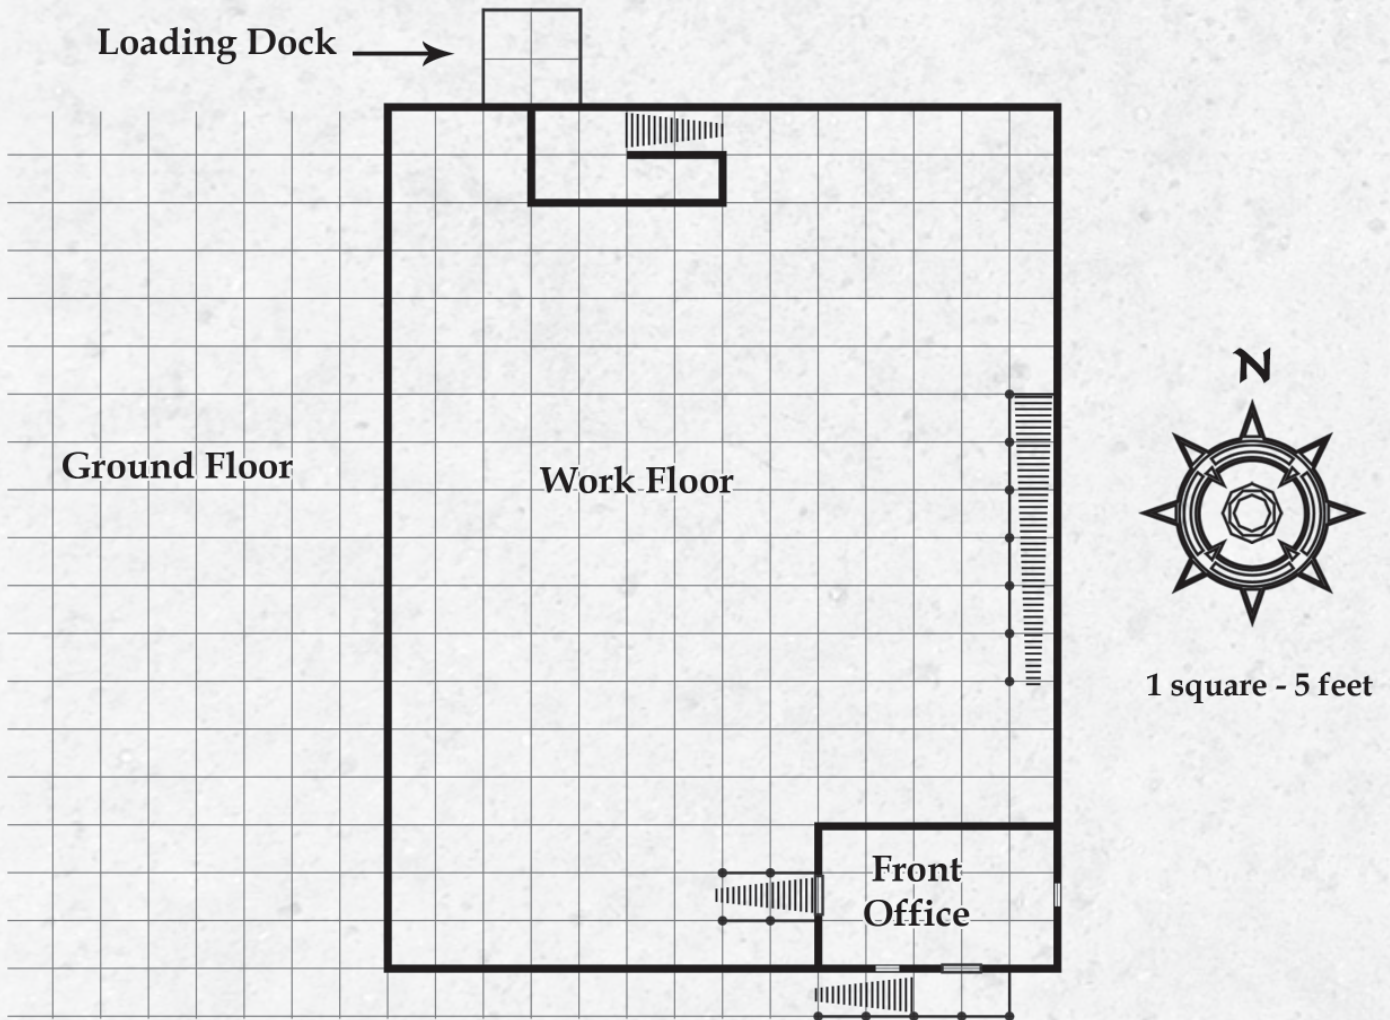 Loading Dock
N
Ground Floor
Work Floor
1 square - 5 feet
Front
Office